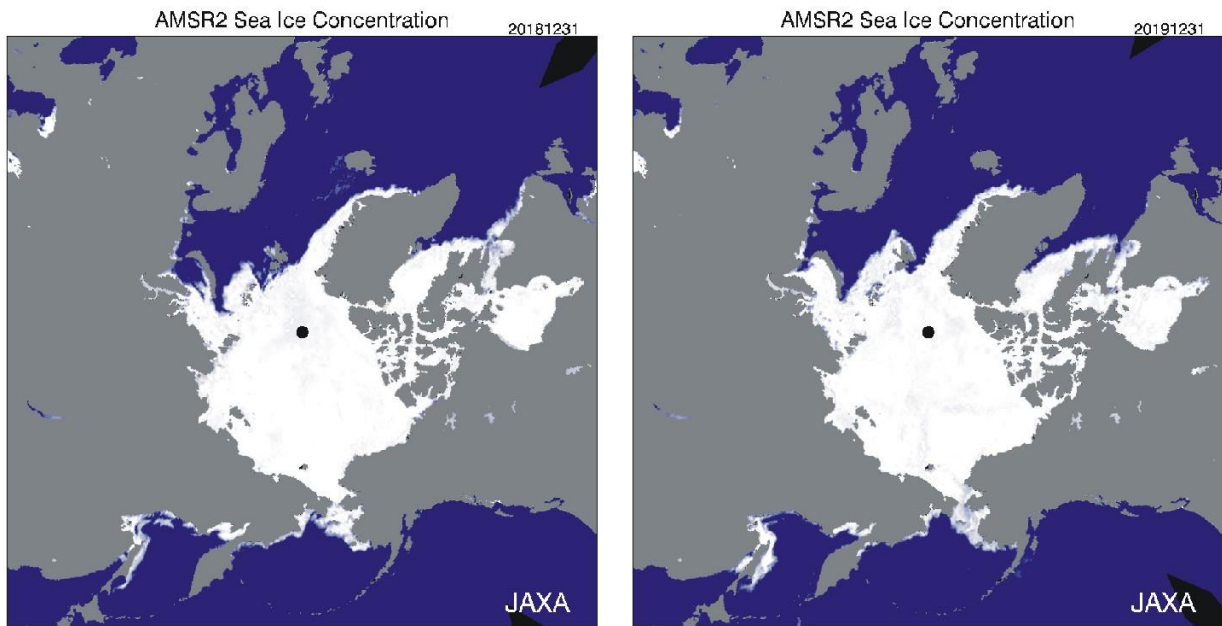 AMSR2 Sea Ice Concentration
20181231
JAXA
AMSR2 Sea Ice Concentration
20191231
JAXA